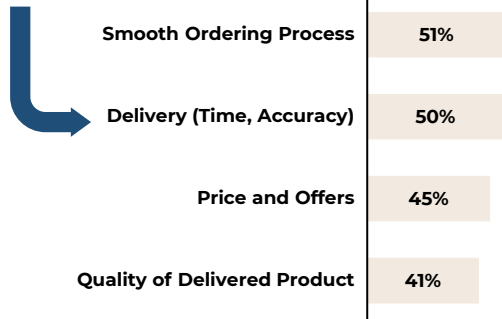 Smooth Ordering Process 51%
Delivery (Time, Accuracy) 50%
Price and Offers 45%
Quality of Delivered Product 41%